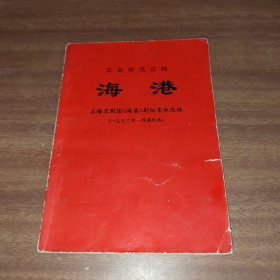 革命现代京剧
海港
上海京剧团《海港》剧组集体改编
(一九七二年一月演出本)